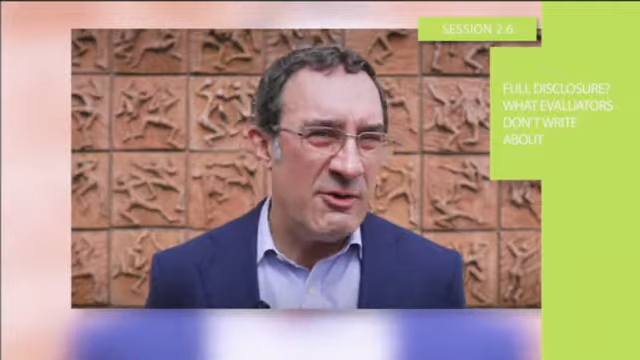 SESSION 2.6.
FULL DISCLOSURE?
WHAT EVALUATORS
DON'T WRITE
ABOUT